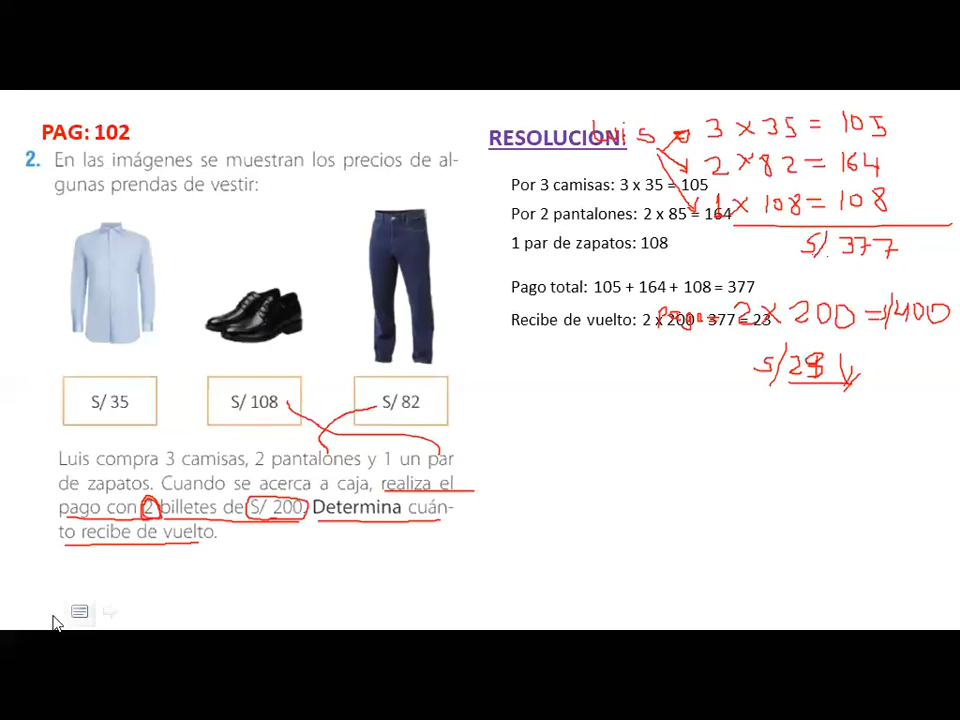 PAG: 102
2. En las imágenes se muestran los precios de al-
gunas prendas de vestir:
S/ 35
S/ 108
S/ 82
Luis compra 3 camisas, 2 pantalones y 1 un par
de zapatos. Cuando se acerca a caja, realiza el
pago con 2 billetes de S/ 200. Determina cuán-
to recibe de vuelto.
RESOLUCION:
Por 3 camisas: 3 x 35 = 105
Por 2 pantalones: 2 x 85 = 164
1 par de zapatos: 108
Pago total: 105 + 164 + 108 = 377
Recibe de vuelto: 2 x 200 - 377 = 23
Luis
3 x 35 = 105
2 x 82 = 164
1 x 108 = 108
S/. 377
2 x 200 = S/400